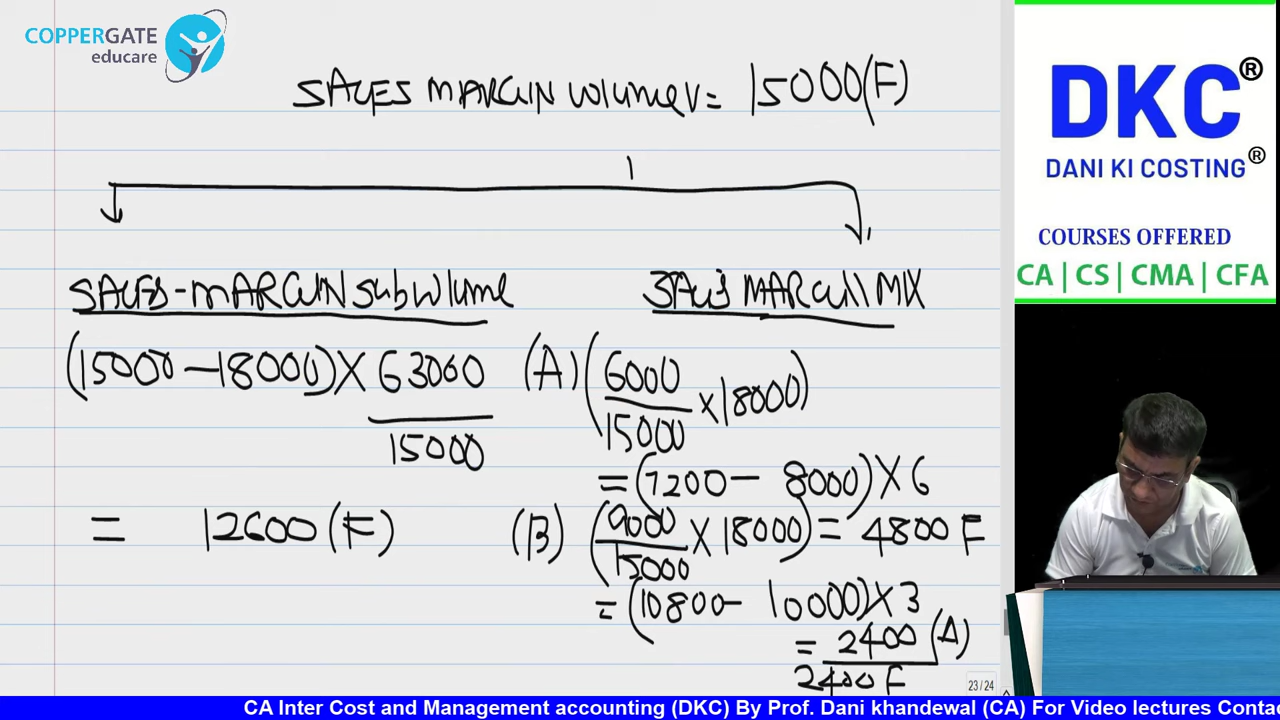 COPPERGATE
educare
SALES MARGIN Volume V = 15000 (F)
SALES-MARGIN sub Volume
(15000 - 18000) X 63000
15000
= 12600 (F)
SALES MARGIN MIX
(A) (6000
15000 × 18000)
= (7200 - 8000) X 6
= 4800 F
(B) (9000
15000 X 18000)
= (10800 - 10000) X 3
= 2400 (A)
2400 F
23 / 24
DKC®
DANI KI COSTING®
COURSES OFFERED
CA | CS | CMA | CFA
CA Inter Cost and Management accounting (DKC) By Prof. Dani khandewal (CA) For Video lectures Conta